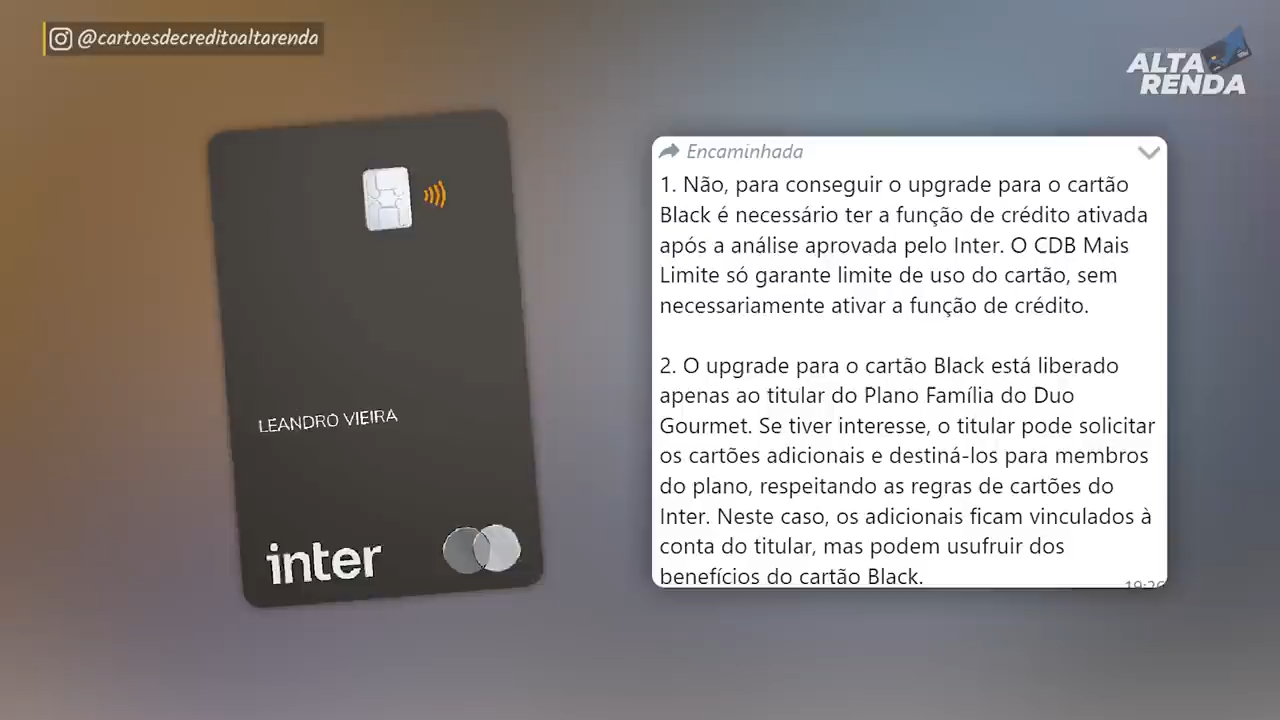 @cartoesdecreditoaltarenda
ALTA
RENDA
LEANDRO VIEIRA
inter
Encaminhada
1. Não, para conseguir o upgrade para o cartão
Black é necessário ter a função de crédito ativada
após a análise aprovada pelo Inter. O CDB Mais
Limite só garante limite de uso do cartão, sem
necessariamente ativar a função de crédito.
2. O upgrade para o cartão Black está liberado
apenas ao titular do Plano Família do Duo
Gourmet. Se tiver interesse, o titular pode solicitar
os cartões adicionais e destiná-los para membros
do plano, respeitando as regras de cartões do
Inter. Neste caso, os adicionais ficam vinculados à
conta do titular, mas podem usufruir dos
benefícios do cartão Black.